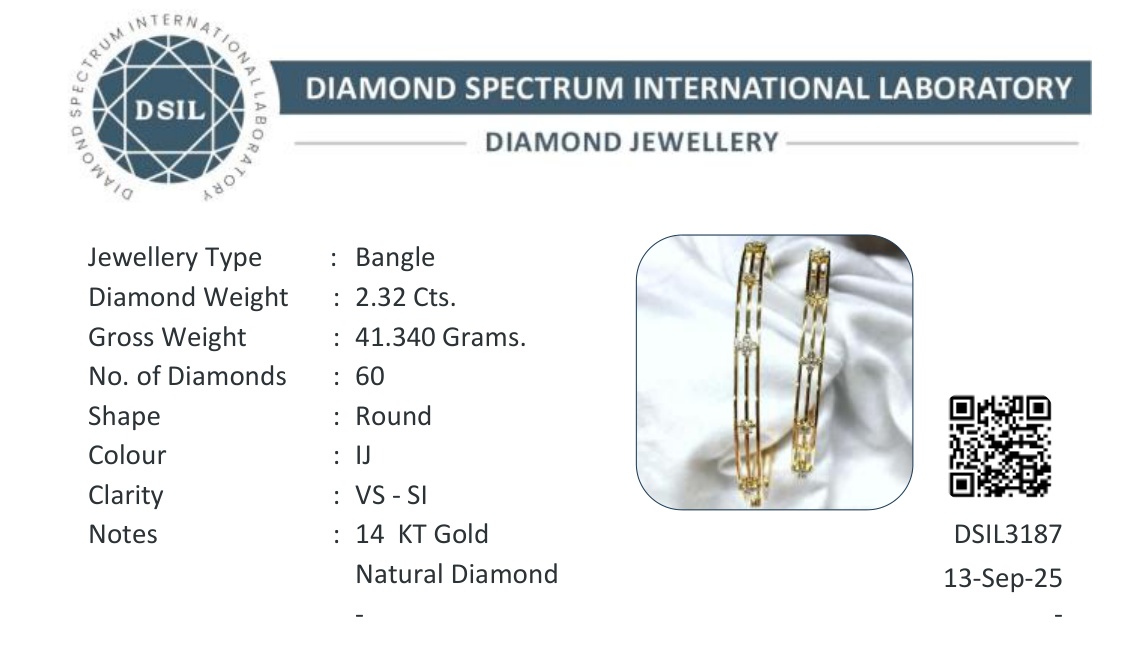 DIAMOND SPECTRUM INTERNATIONAL LABORATORY
DSIL
DIAMOND SPECTRUM INTERNATIONAL LABORATORY
DIAMOND JEWELLERY
Jewellery Type : Bangle
Diamond Weight : 2.32 Cts.
Gross Weight : 41.340 Grams.
No. of Diamonds : 60
Shape : Round
Colour : IJ
Clarity : VS - SI
Notes : 14 KT Gold
Natural Diamond
-
DSIL3187
13-Sep-25
-